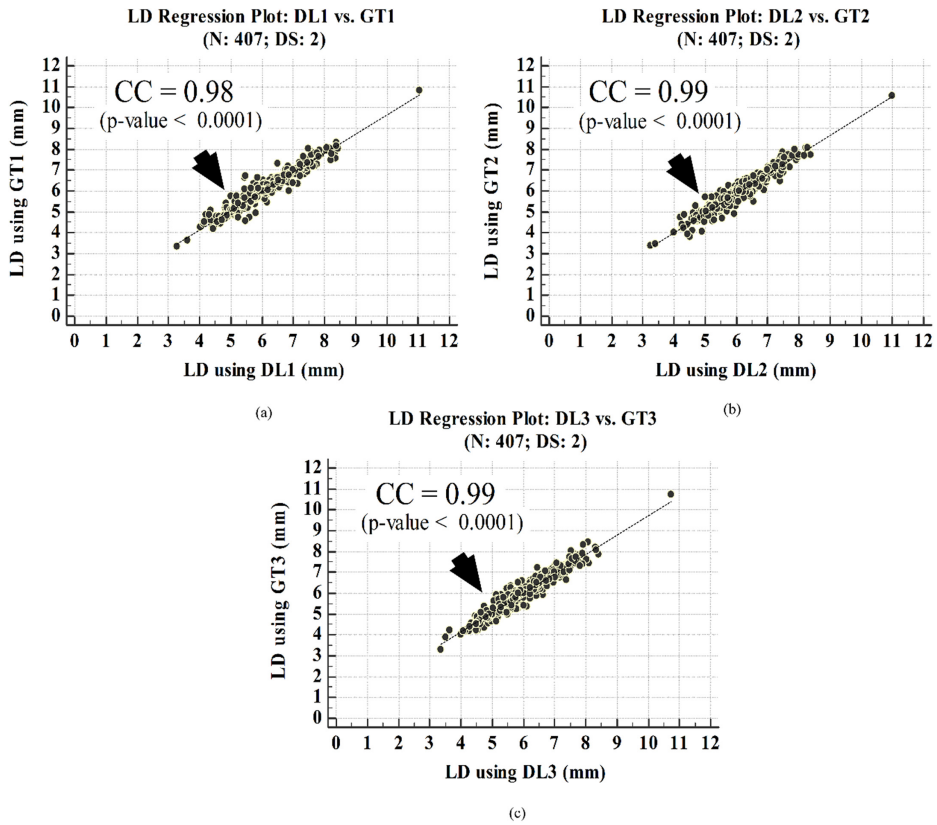 LD Regression Plot: DL1 vs. GT1
(N: 407; DS: 2)
CC = 0.98
(p-value < 0.0001)
LD using GT1 (mm)
12
11
10
9
8
7
6
5
4
3
2
1
0
0 1 2 3 4 5 6 7 8 9 10 11 12
LD using DL1 (mm)
(a)
LD Regression Plot: DL2 vs. GT2
(N: 407; DS: 2)
CC = 0.99
(p-value < 0.0001)
LD using GT2 (mm)
12
11
10
9
8
7
6
5
4
3
2
1
0
0 1 2 3 4 5 6 7 8 9 10 11 12
LD using DL2 (mm)
(b)
LD Regression Plot: DL3 vs. GT3
(N: 407; DS: 2)
CC = 0.99
(p-value < 0.0001)
LD using GT3 (mm)
12
11
10
9
8
7
6
5
4
3
2
1
0
0 1 2 3 4 5 6 7 8 9 10 11 12
LD using DL3 (mm)
(c)